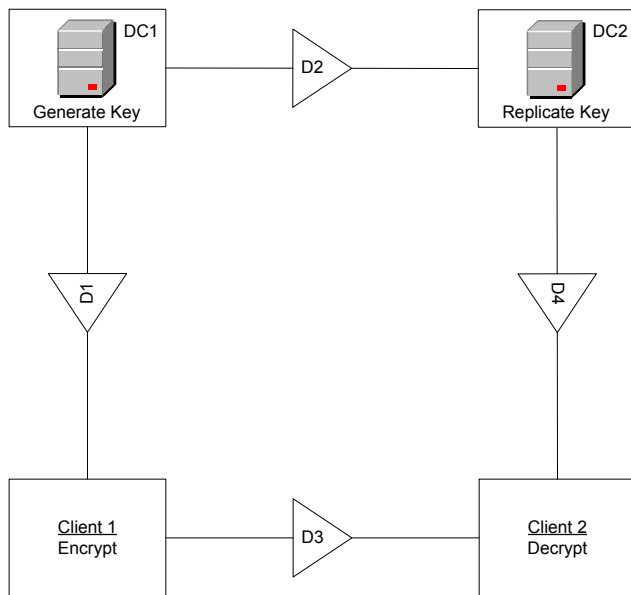 DC1
DC2
D2
Generate Key
Replicate Key
D1
D4
Client 1
Encrypt
D3
Client 2
Decrypt